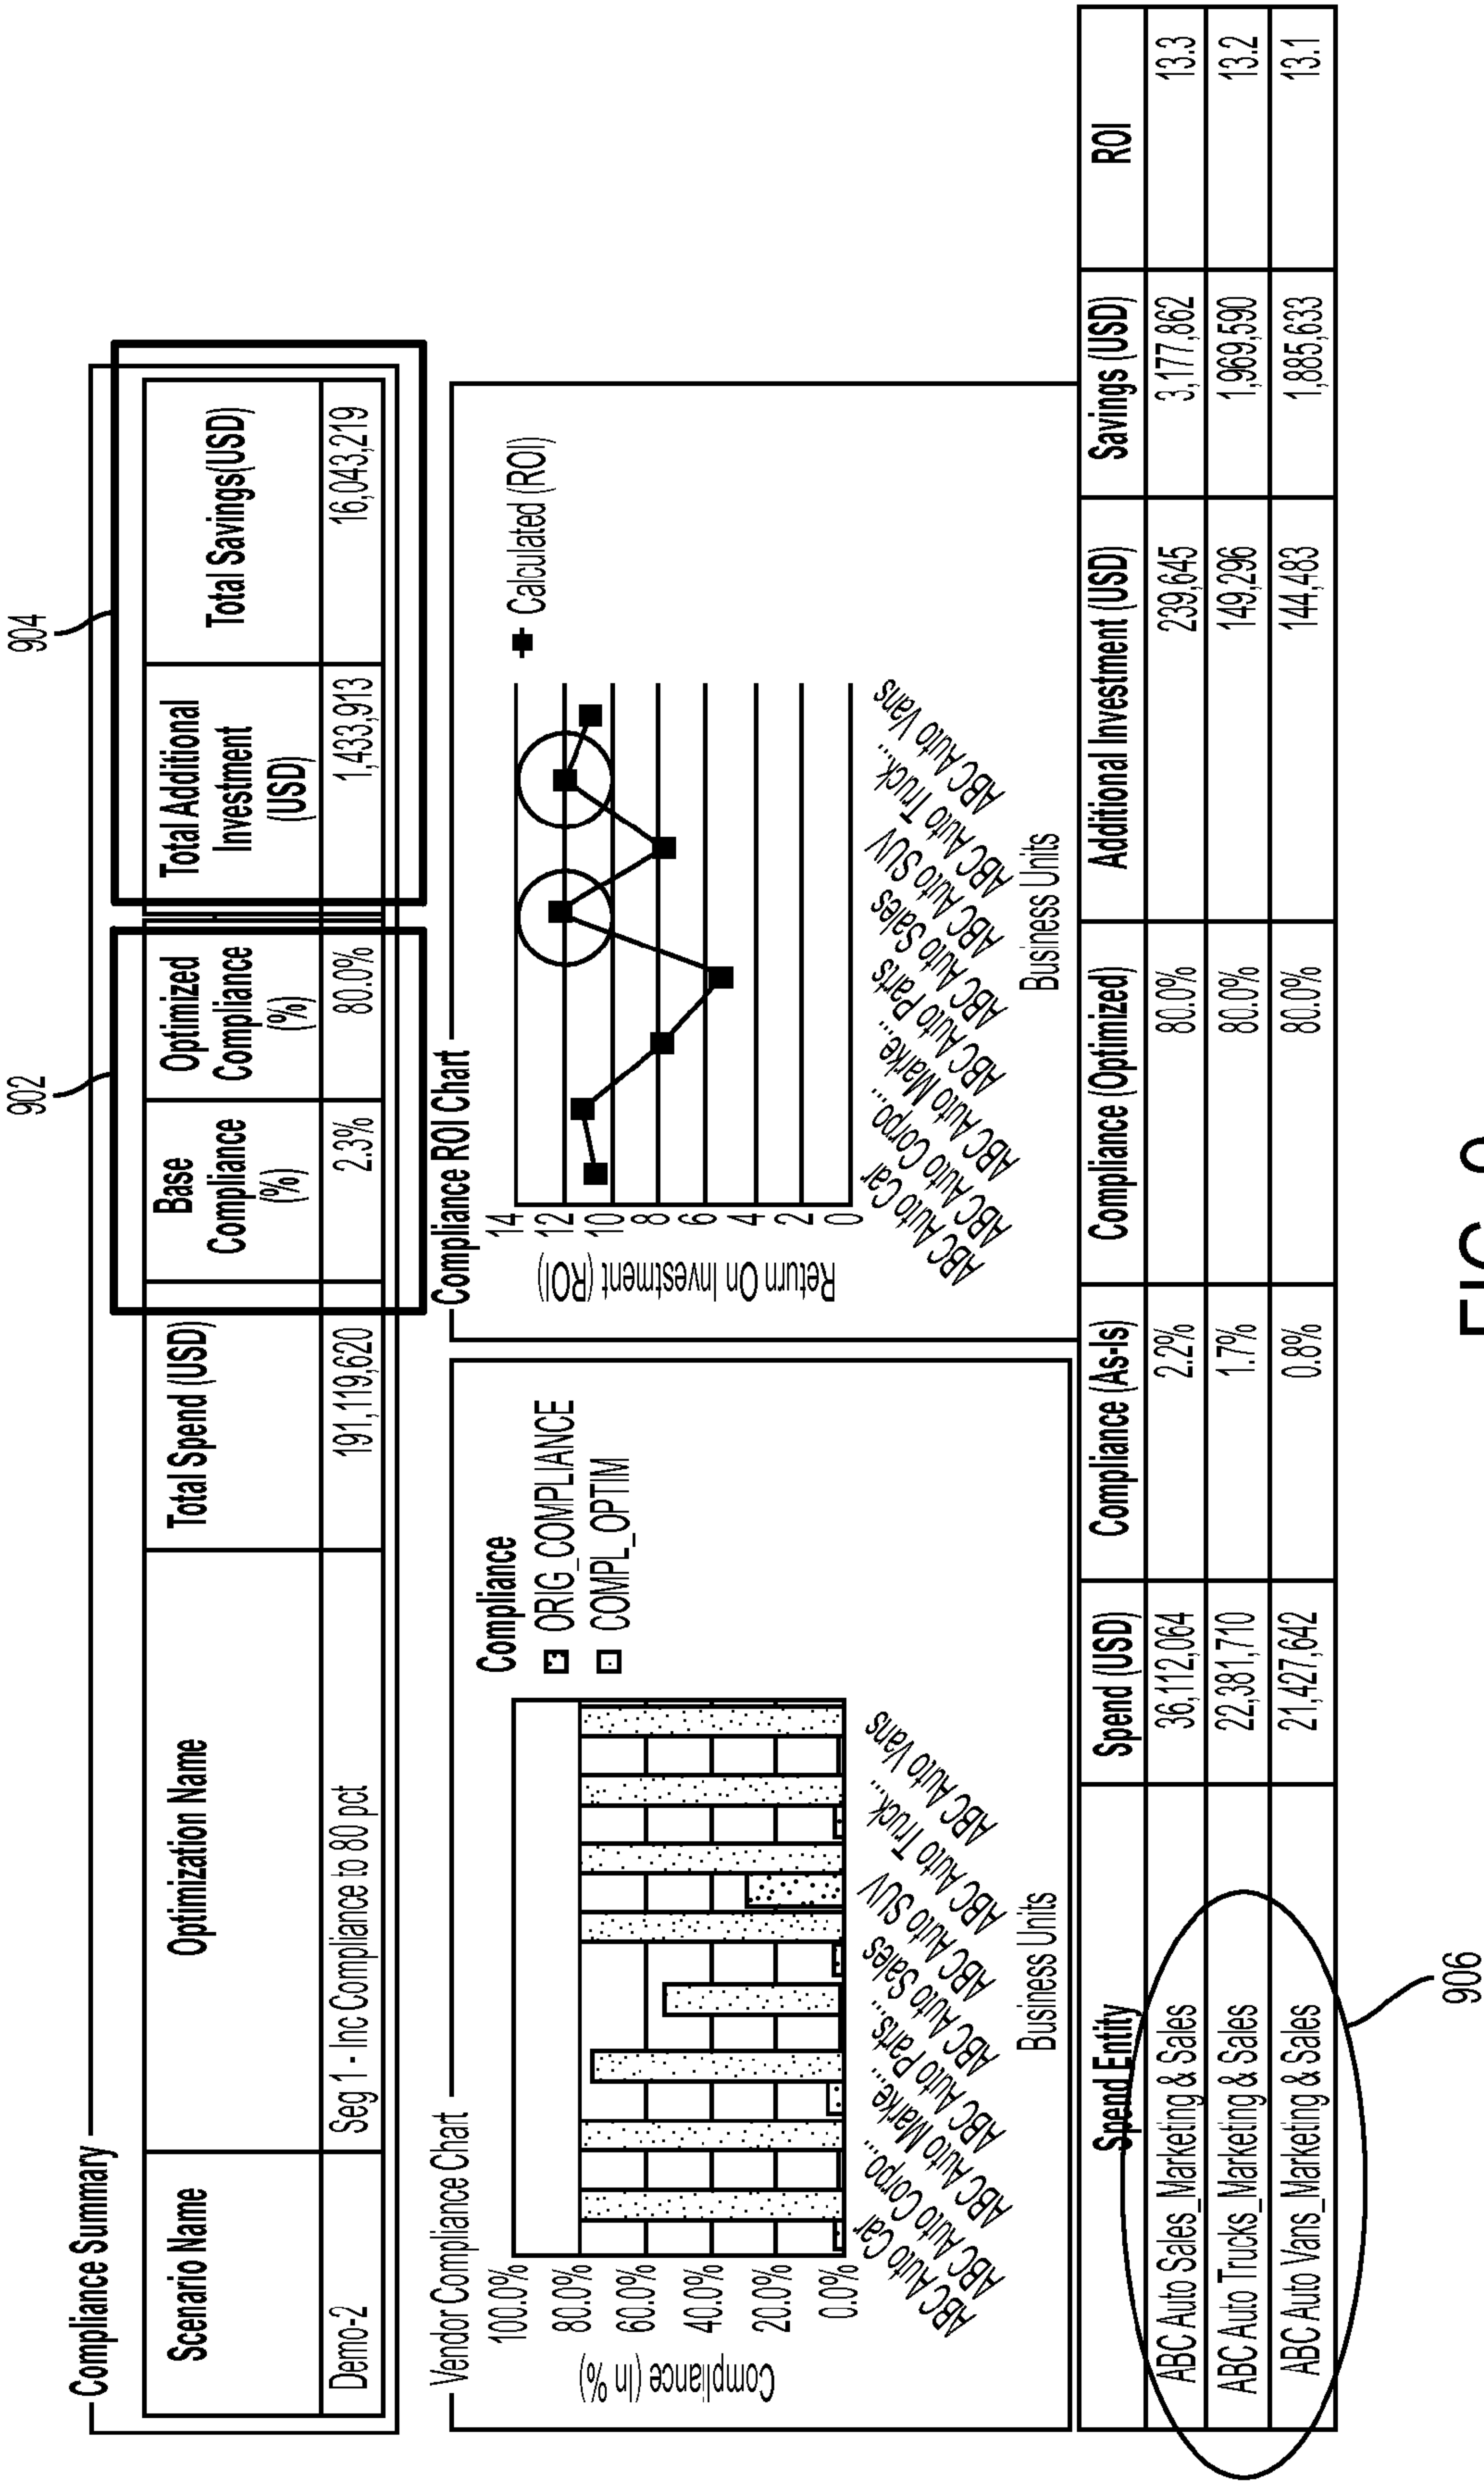 Compliance Summary
902
904
Scenario Name Optimization Name Total Spend (USD) Base Compliance (%) Optimized Compliance (%) Total Additional Investment (USD) Total Savings(USD)
Demo-2 Seg 1 - Inc Compliance to 80 pct 191,119,620 2.3% 80.0% 1,433,913 16,043,219
Vendor Compliance Chart
Compliance (In %)
100.0%
80.0%
60.0%
40.0%
20.0%
0.0%
ABC Auto Car
ABC Auto Corpo...
ABC Auto Marke...
ABC Auto Parts...
ABC Auto Sales
ABC Auto SUV
ABC Auto Truck...
ABC Auto Vans
Business Units
Compliance
ORIG_COMPLIANCE
COMPL_OPTIM
Compliance ROI Chart
Return On Investment (ROI)
14
12
10
8
6
4
2
0
ABC Auto Car
ABC Auto Corpo...
ABC Auto Marke...
ABC Auto Parts
ABC Auto Sales
ABC Auto SUV
ABC Auto Truck...
ABC Auto Vans
Business Units
Calculated (ROI)
Spend Entity Spend (USD) Compliance (As-Is) Compliance (Optimized) Additional Investment (USD) Savings (USD) ROI
ABC Auto Sales_Marketing & Sales 36,112,064 2.2% 80.0% 239,645 3,177,862 13.3
ABC Auto Trucks_Marketing & Sales 22,381,710 1.7% 80.0% 149,296 1,969,590 13.2
ABC Auto Vans_Marketing & Sales 21,427,642 0.8% 80.0% 144,483 1,885,633 13.1
906